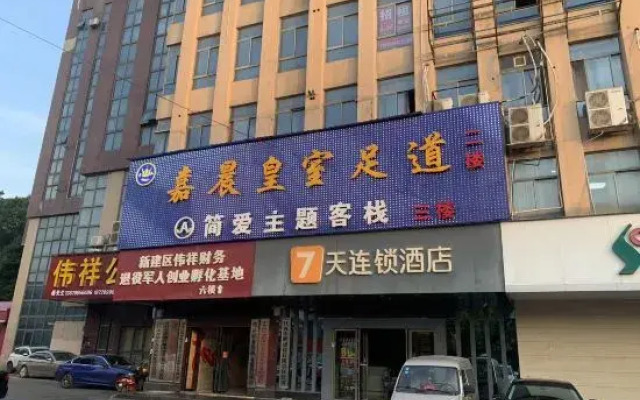 嘉晨皇室足道 二楼
简爱主题客栈 三楼
伟祥
新建区伟祥财务
退役军人创业孵化基地
六楼
7天连锁酒店